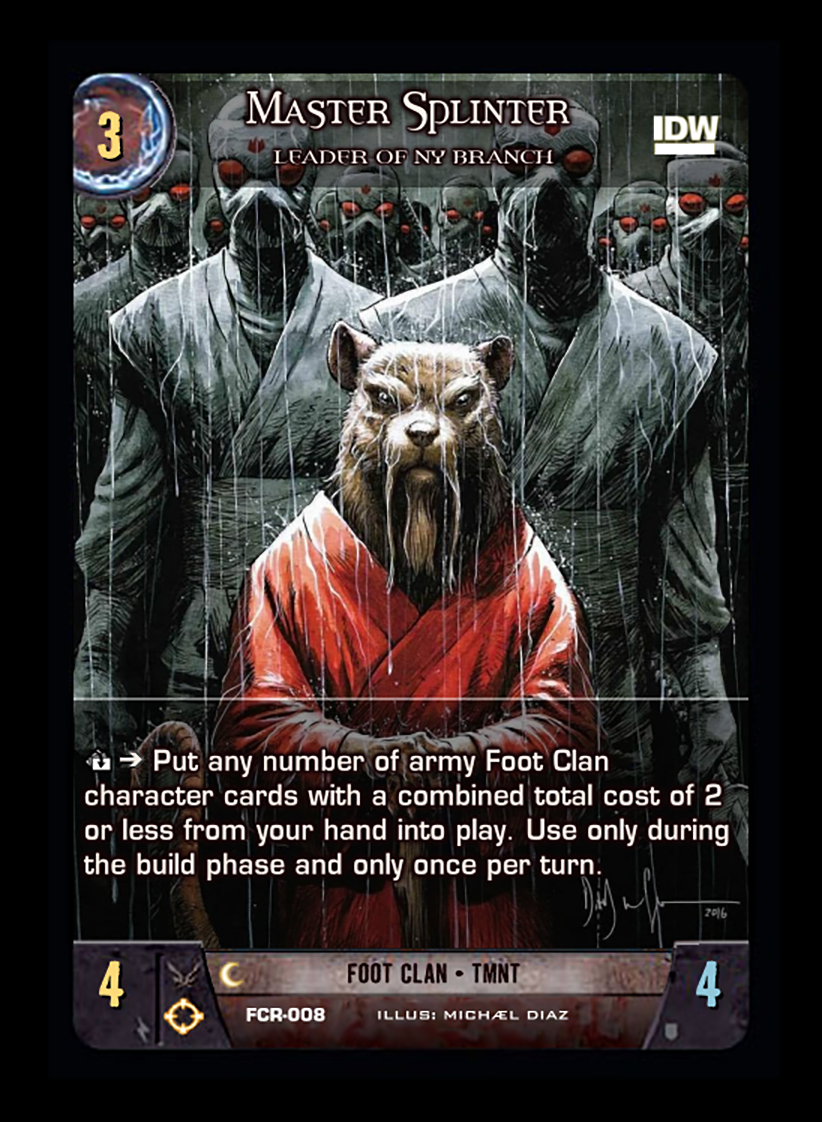 3
MASTER SPLINTER
IDW
LEADER OF NY BRANCH
➔ Put any number of army Foot Clan
character cards with a combined total cost of 2
or less from your hand into play. Use only during
the build phase and only once per turn.
2016
4
FOOT CLAN • TMNT
4
FCR-008 ILLUS: MICHÆL DIAZ